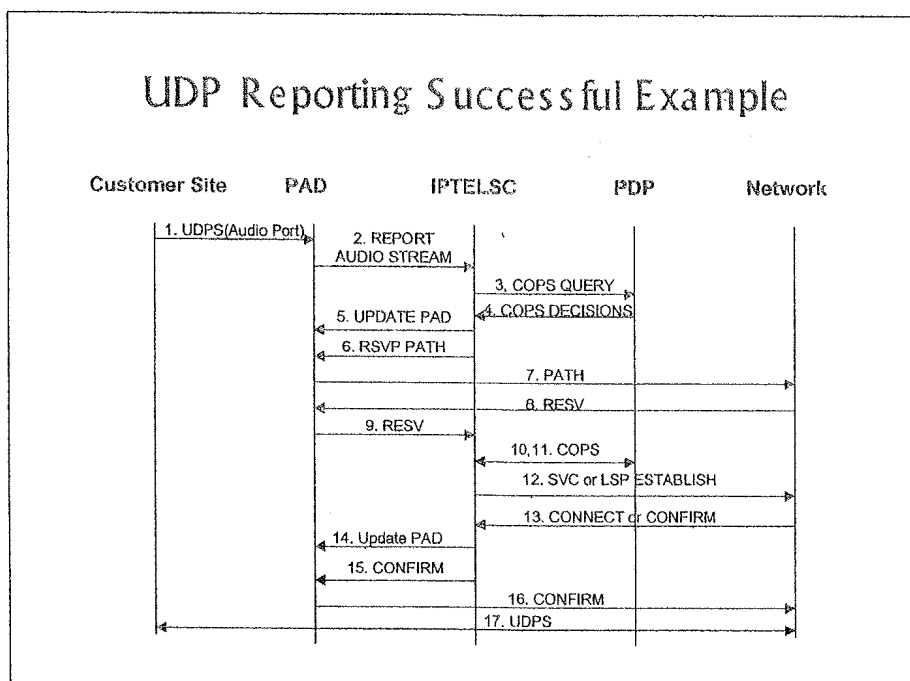 UDP Reporting Successful Example
Customer Site PAD IPTELSC PDP Network
1. UDPS(Audio Port)
2. REPORT
AUDIO STREAM
3, COPS QUERY
4. COPS DECISIONS
5. UPDATE PAD
6. RSVP PATH
7. PATH
8. RESV
9. RESV
10,11. COPS
12. SVC or LSP ESTABLISH
13. CONNECT or CONFIRM
14. Update PAD
15. CONFIRM
16. CONFIRM
17. UDPS